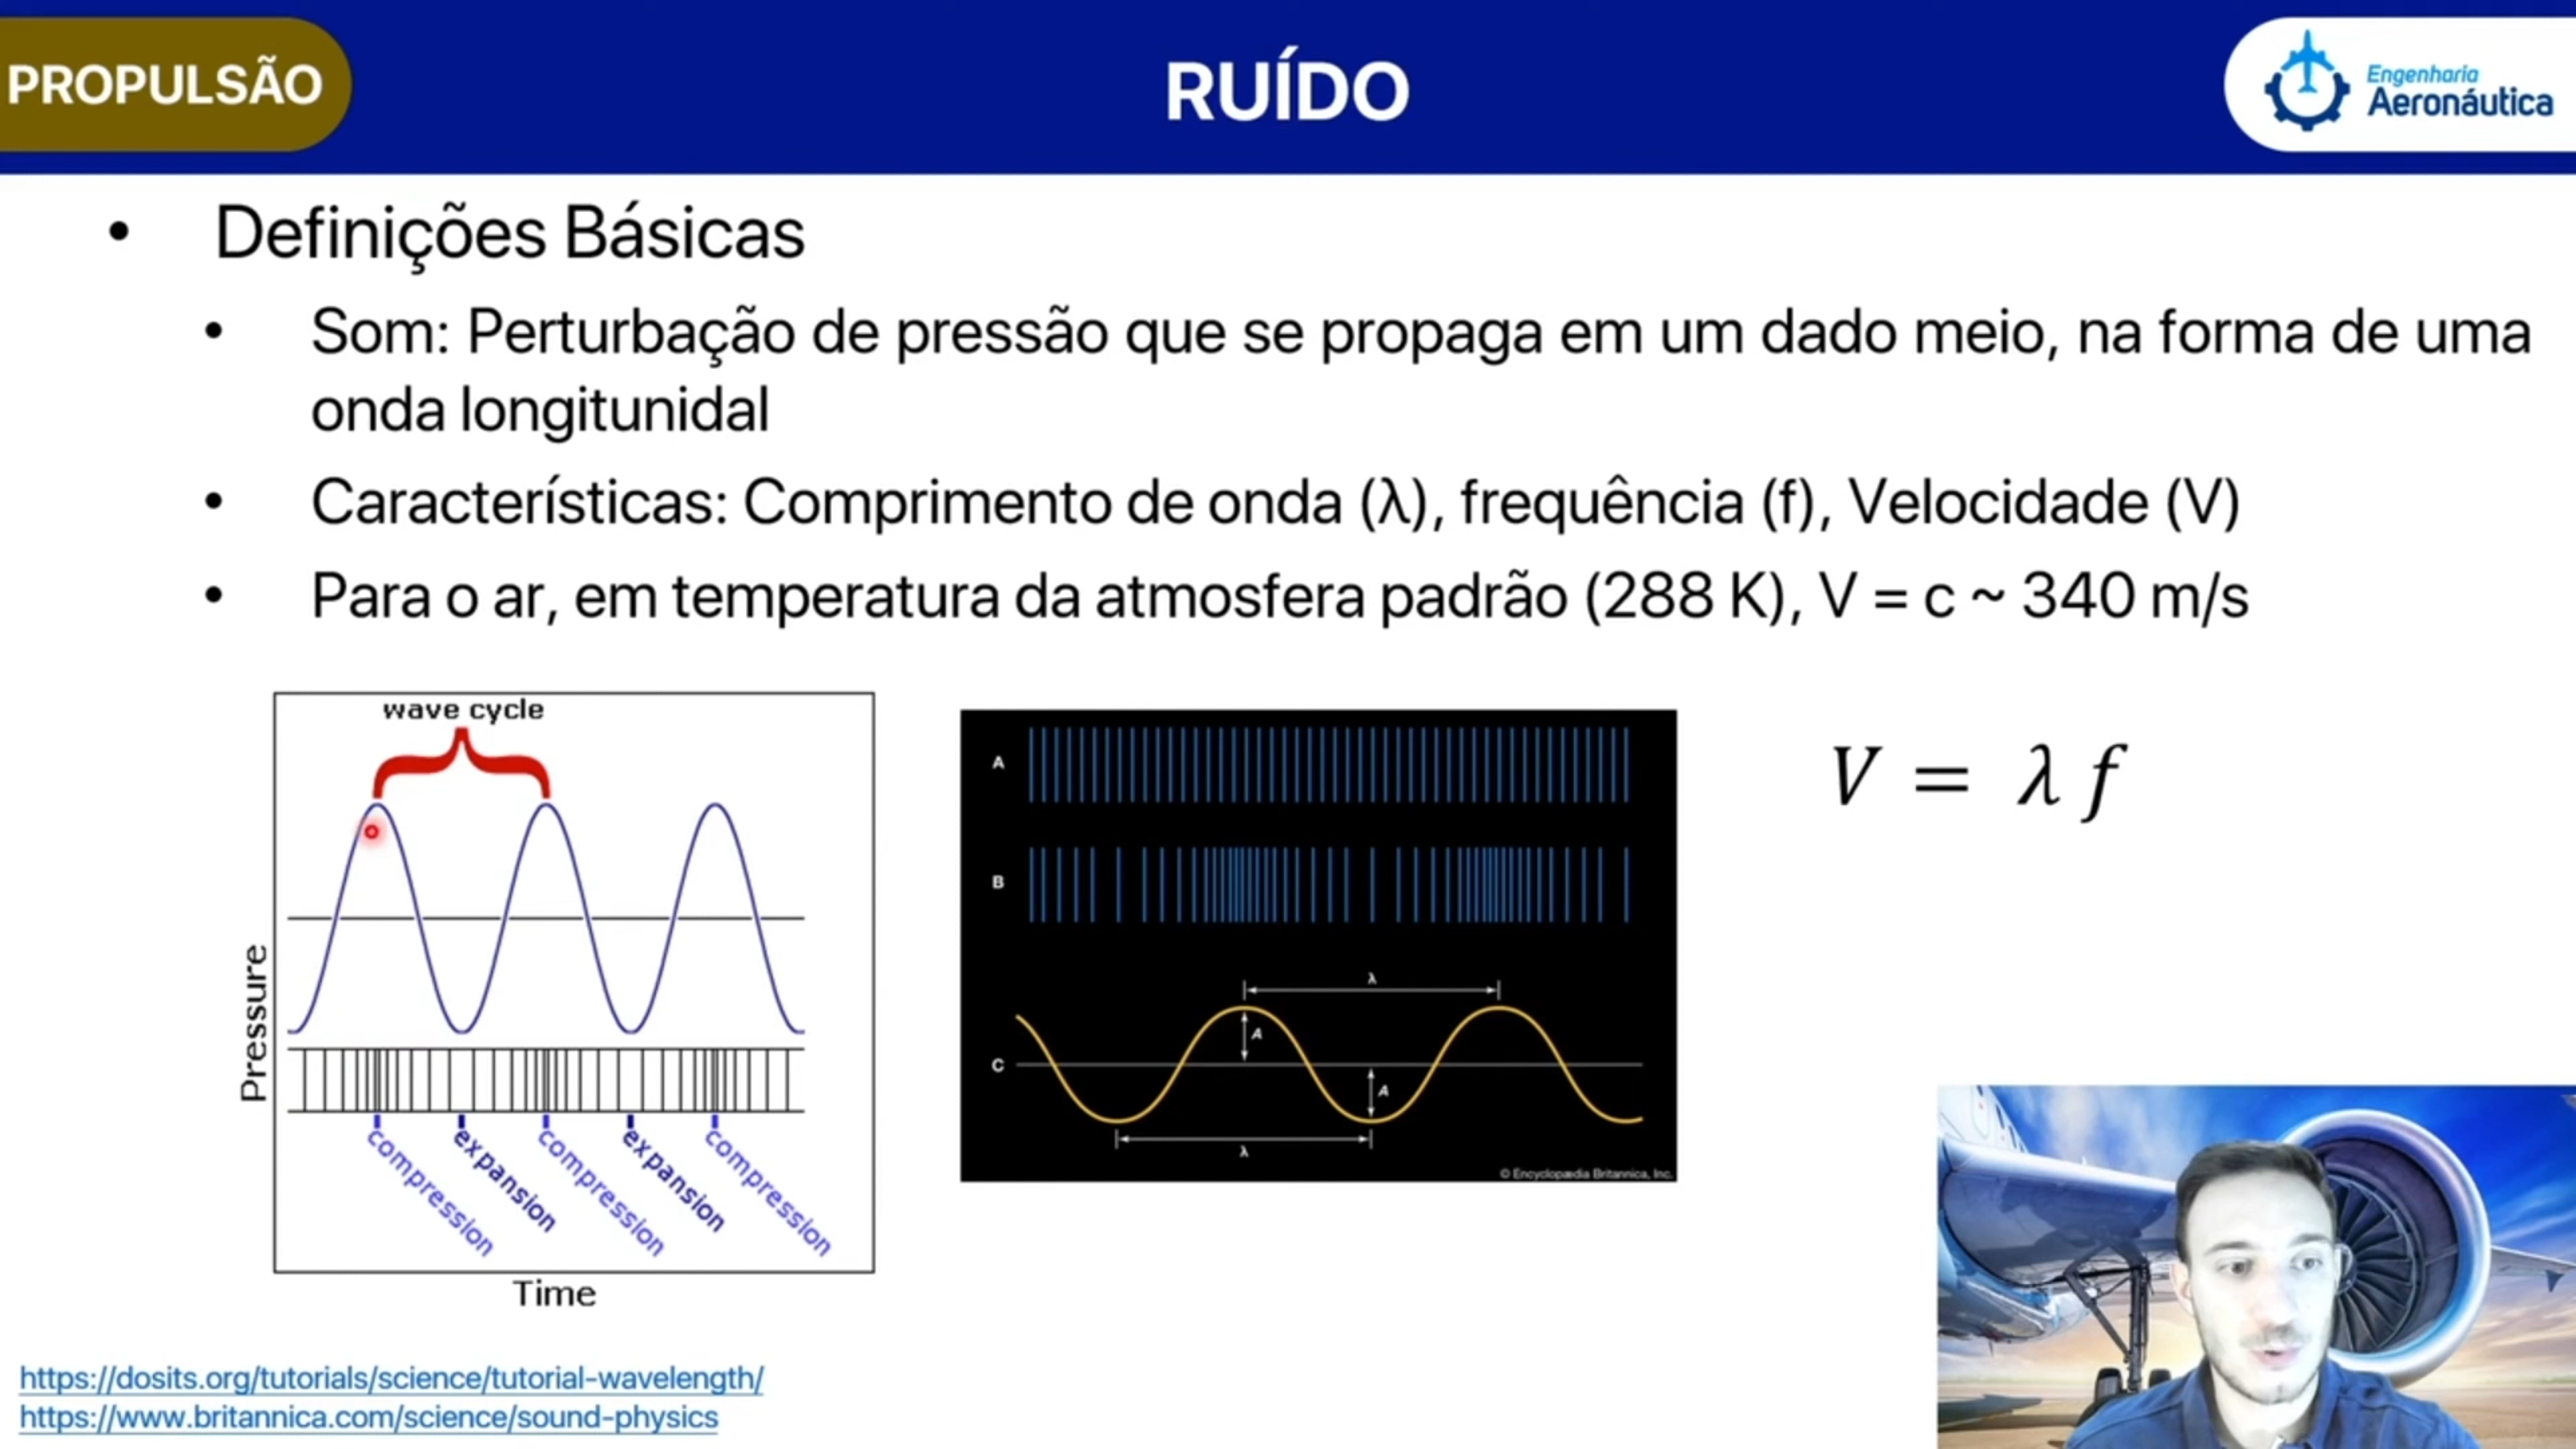 PROPULSÃO
RUÍDO
Engenharia
Aeronáutica
• Definições Básicas
• Som: Perturbação de pressão que se propaga em um dado meio, na forma de uma
onda longitunidal
• Características: Comprimento de onda (λ), frequência (f), Velocidade (V)
• Para o ar, em temperatura da atmosfera padrão (288 K), V = c ~ 340 m/s
wave cycle
Pressure
compression
expansion
compression
expansion
compression
Time
A
B
λ
A
C
A
λ
© Encyclopædia Britannica, Inc.
V = λ f
https://dosits.org/tutorials/science/tutorial-wavelength/
https://www.britannica.com/science/sound-physics